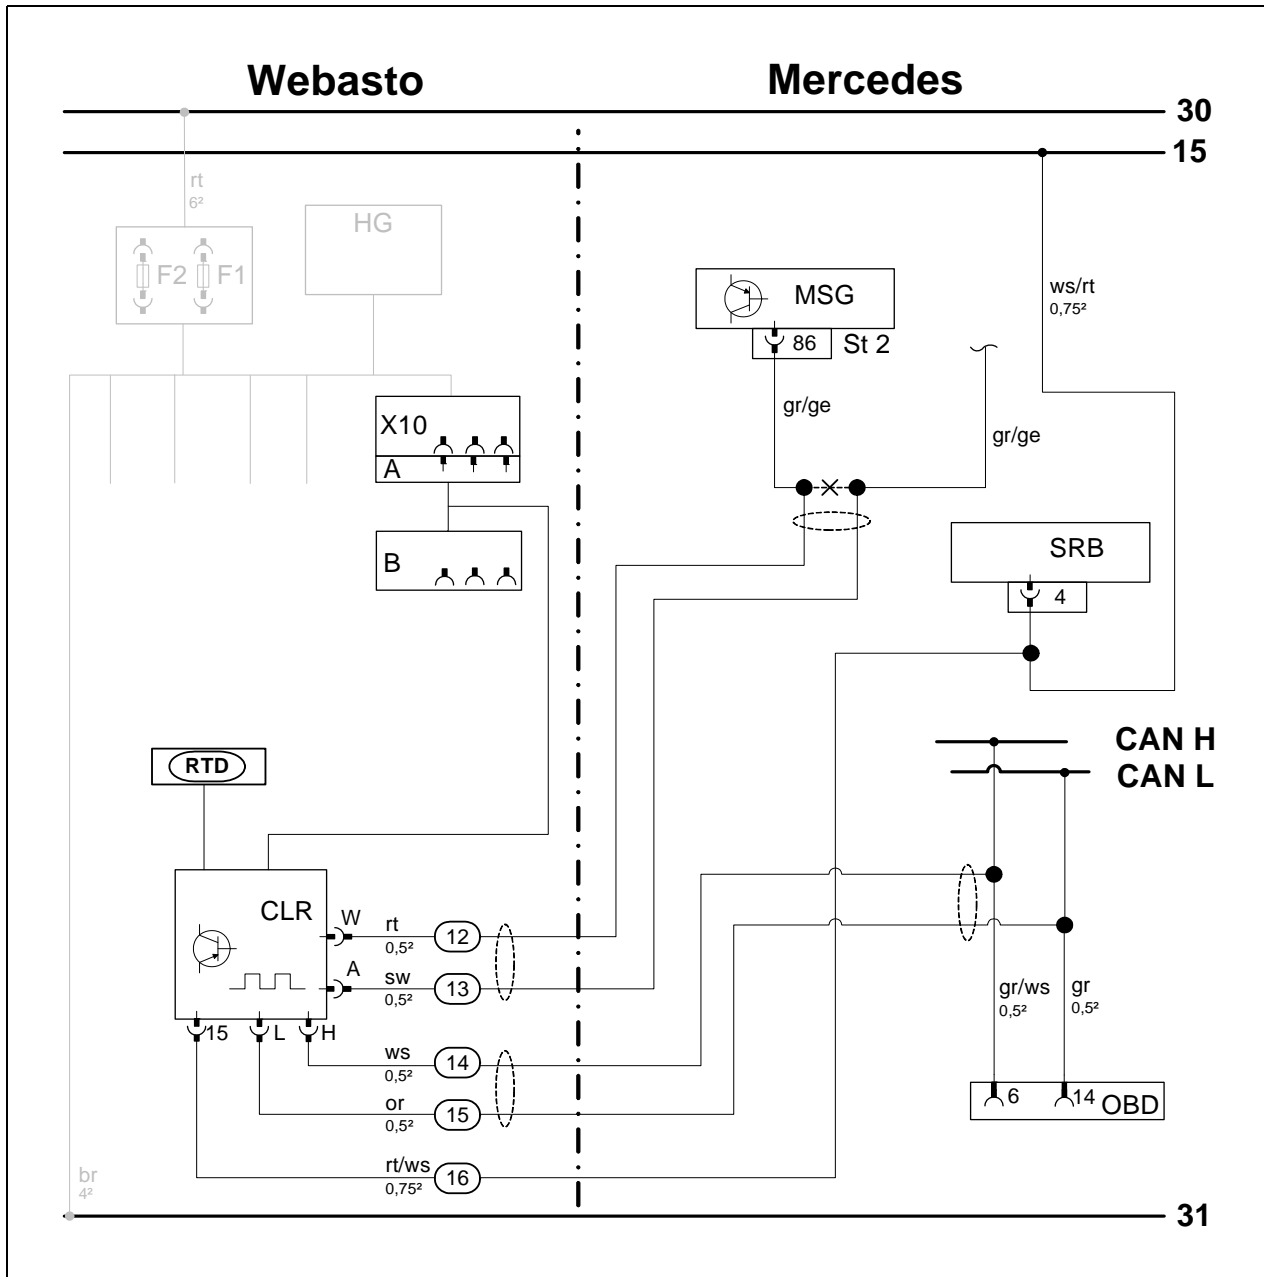 Webasto
Mercedes
30
15
rt
6²
HG
F2
F1
ws/rt
0,75²
MSG
86
St 2
X10
gr/ge
gr/ge
A
SRB
B
4
CAN H
CAN L
RTD
CLR
W
rt
0,5²
12
A
sw
0,5²
13
gr/ws
0,5²
gr
0,5²
15
L
H
ws
0,5²
14
or
0,5²
15
6
14
OBD
rt/ws
0,75²
16
br
4²
31